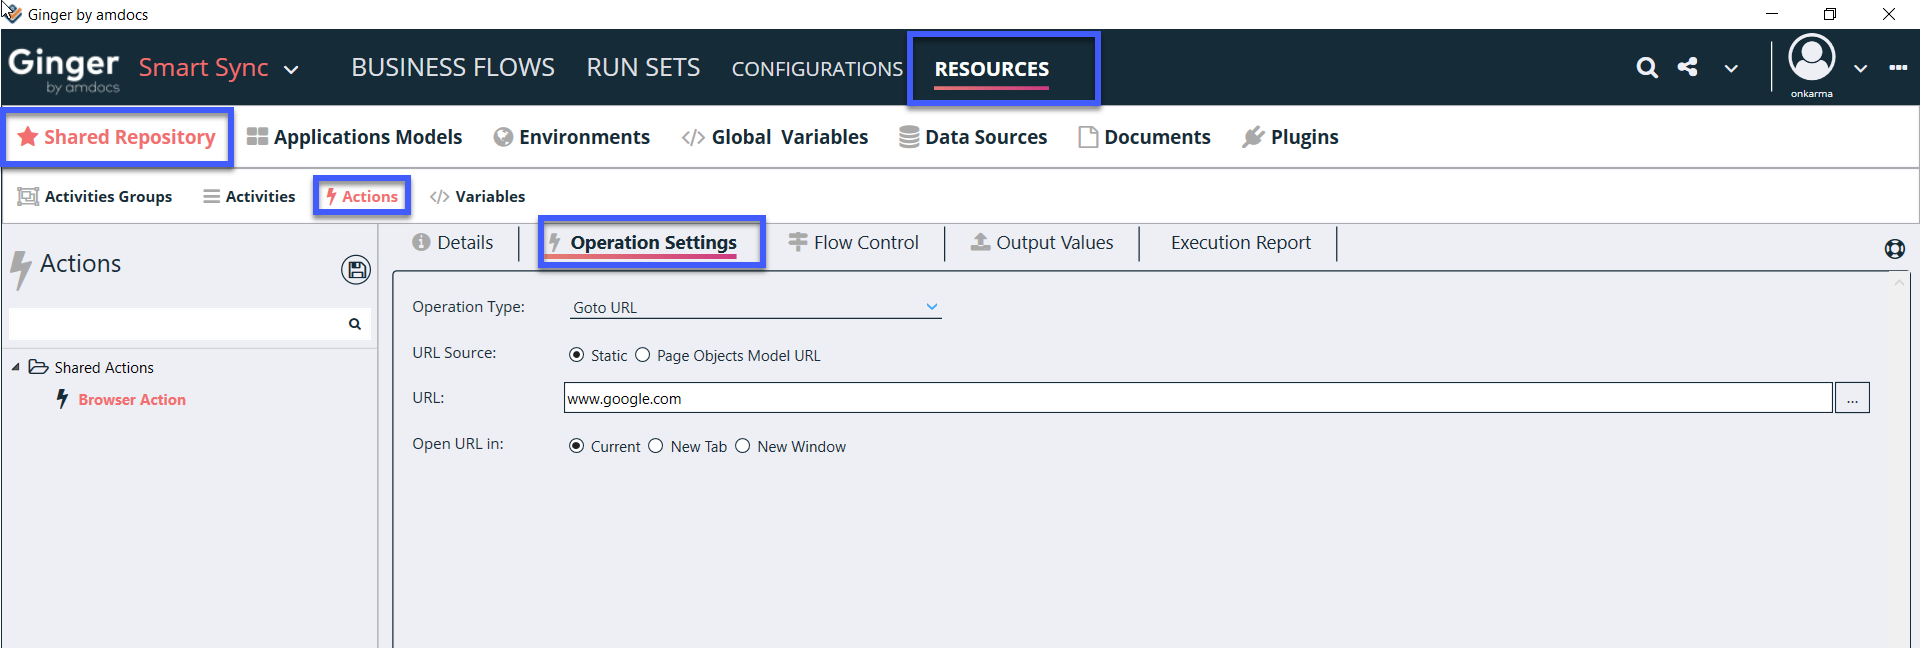 Ginger by amdocs
Ginger by amdocs Smart Sync BUSINESS FLOWS RUN SETS CONFIGURATIONS RESOURCES
onkarma
Shared Repository Applications Models Environments </> Global Variables Data Sources Documents Plugins
Activities Groups Activities Actions </> Variables
Details Operation Settings Flow Control Output Values Execution Report
Actions
Operation Type: Goto URL
URL Source: Static Page Objects Model URL
Shared Actions
Browser Action
URL: www.google.com ...
Open URL in: Current New Tab New Window